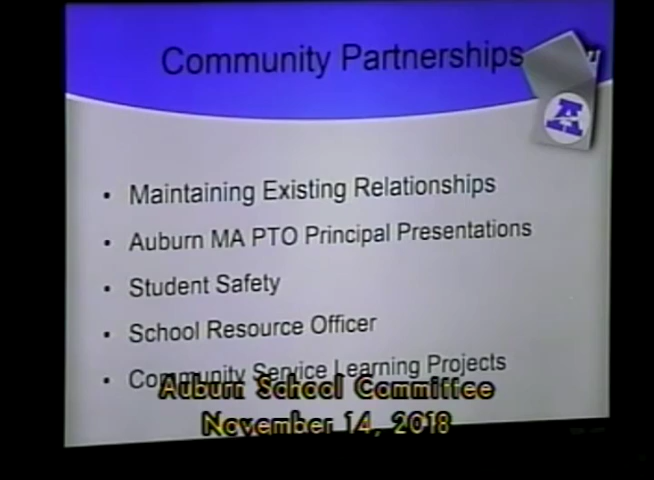 Community Partnerships
A
• Maintaining Existing Relationships
• Auburn MA PTO Principal Presentations
• Student Safety
• School Resource Officer
• Community Service Learning Projects
Auburn School Committee
November 14, 2018